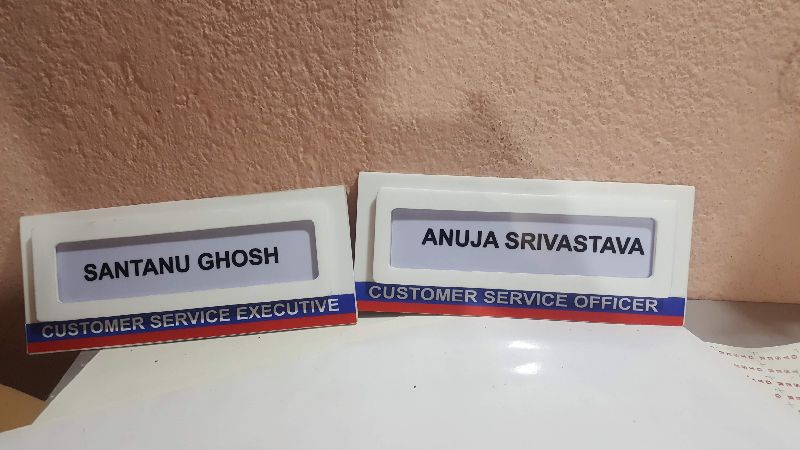 SANTANU GHOSH
CUSTOMER SERVICE EXECUTIVE
ANUJA SRIVASTAVA
CUSTOMER SERVICE OFFICER